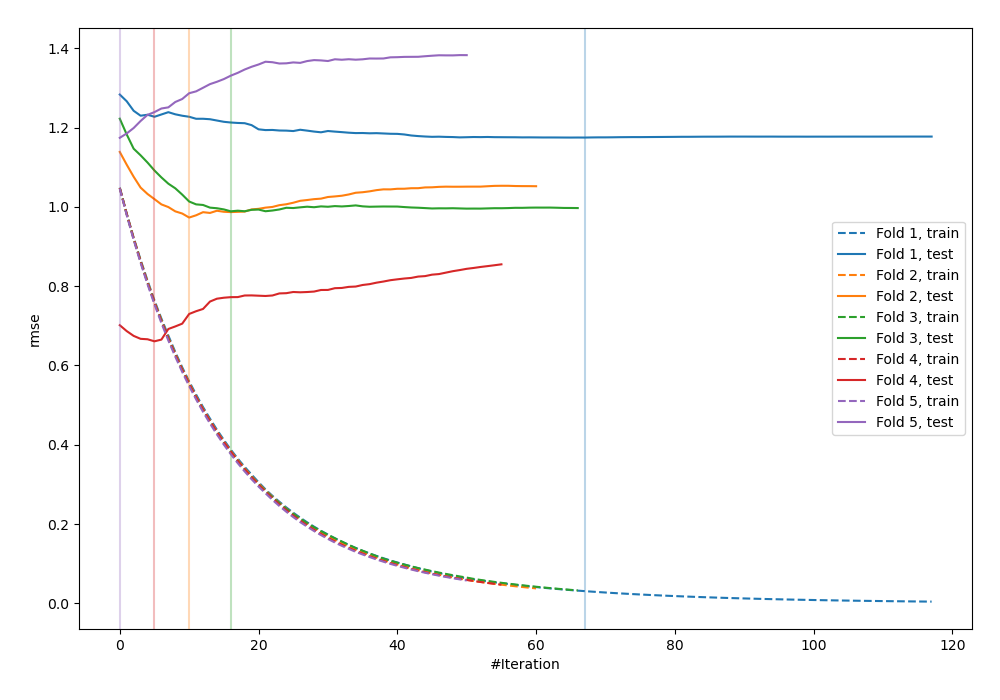 1.4
1.2
1.0
0.8
0.6
0.4
0.2
0.0
rmse
0 20 40 60 80 100 120
#Iteration
Fold 1, train
Fold 1, test
Fold 2, train
Fold 2, test
Fold 3, train
Fold 3, test
Fold 4, train
Fold 4, test
Fold 5, train
Fold 5, test